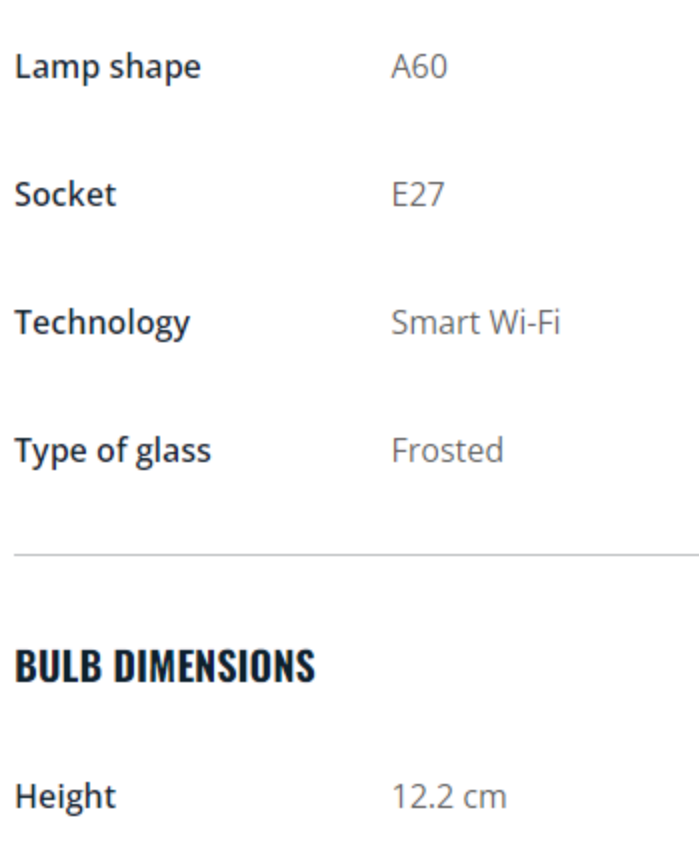 Lamp shape A60
Socket E27
Technology Smart Wi-Fi
Type of glass Frosted
BULB DIMENSIONS
Height 12.2 cm